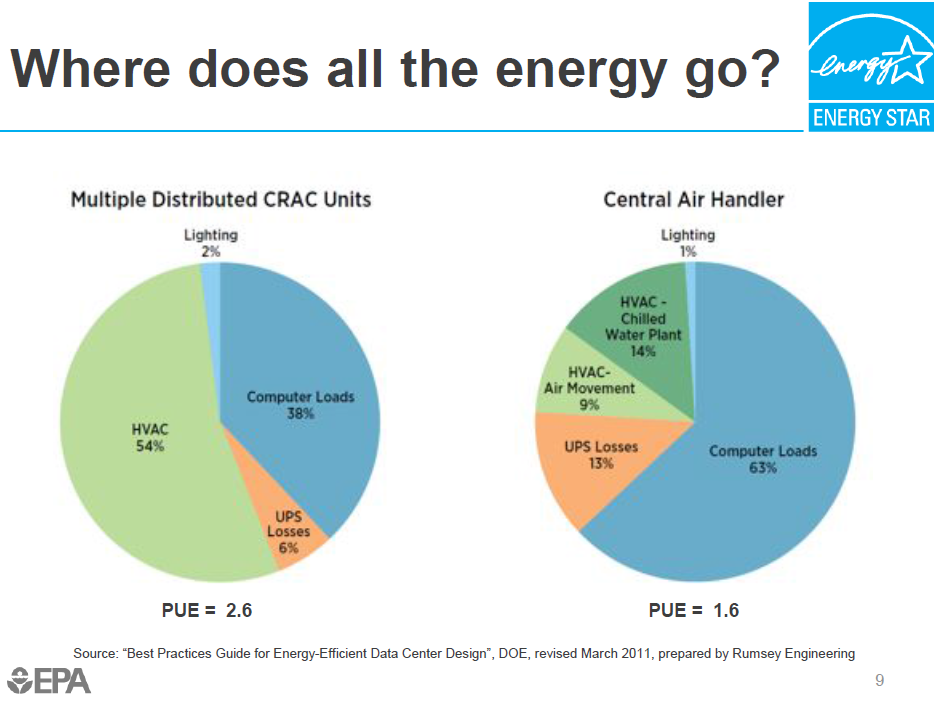 Where does all the energy go?
energy
ENERGY STAR
Multiple Distributed CRAC Units
Lighting
2%
Computer Loads
38%
HVAC
54%
UPS
Losses
6%
PUE = 2.6
Central Air Handler
Lighting
1%
HVAC -
Chilled
Water Plant
14%
HVAC-
Air Movement
9%
UPS Losses
13%
Computer Loads
63%
PUE = 1.6
Source: “Best Practices Guide for Energy-Efficient Data Center Design”, DOE, revised March 2011, prepared by Rumsey Engineering
EPA
9